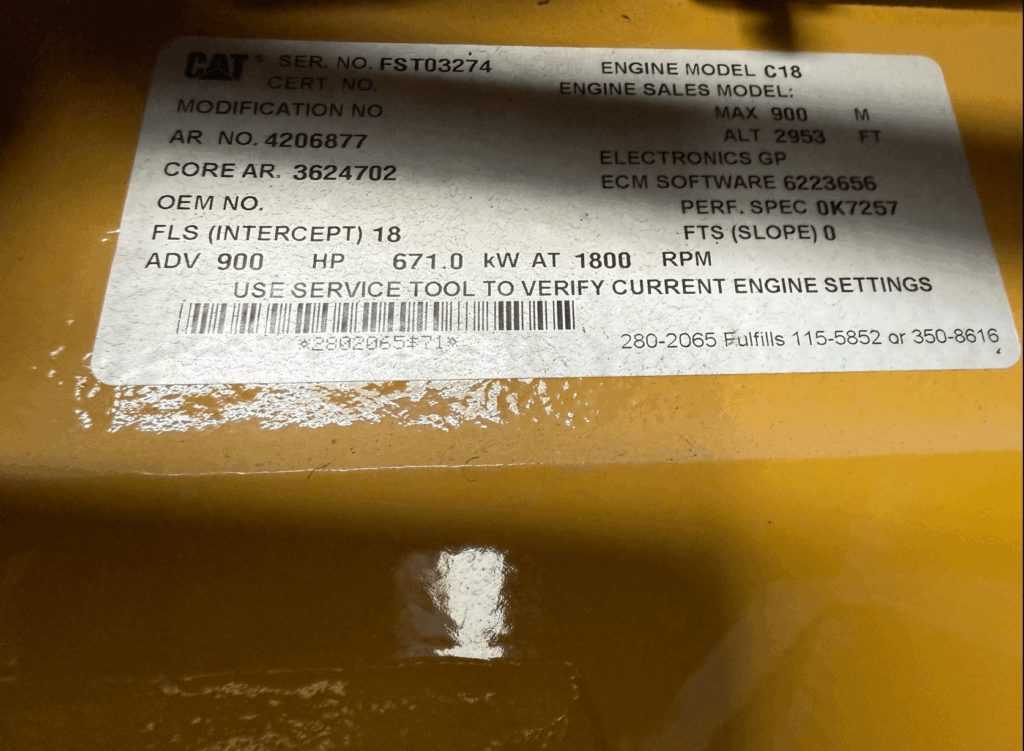 CAT SER. NO. FST03274 ENGINE MODEL C18
CERT. NO. ENGINE SALES MODEL:
MODIFICATION NO MAX 900 M
AR NO. 4206877 ALT 2953 FT
ELECTRONICS GP
CORE AR. 3624702 ECM SOFTWARE 6223656
OEM NO. PERF. SPEC 0K7257
FLS (INTERCEPT) 18 FTS (SLOPE) 0
ADV 900 HP 671.0 kW AT 1800 RPM
USE SERVICE TOOL TO VERIFY CURRENT ENGINE SETTINGS
*2802065‡71*
280-2065 Fulfills 115-5852 or 350-8616